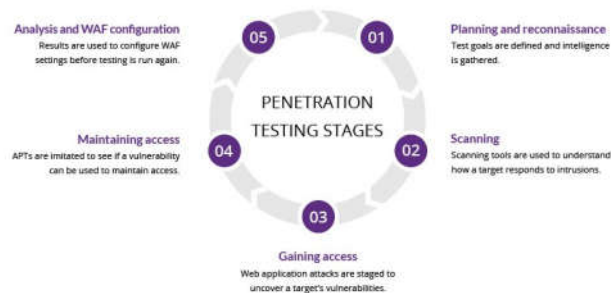 PENETRATION
TESTING STAGES
01
Planning and reconnaissance
Test goals are defined and intelligence
is gathered.
02
Scanning
Scanning tools are used to understand
how a target responds to intrusions.
03
Gaining access
Web application attacks are staged to
uncover a target's vulnerabilities.
04
Maintaining access
APTs are imitated to see if a vulnerability
can be used to maintain access.
05
Analysis and WAF configuration
Results are used to configure WAF
settings before testing is run again.